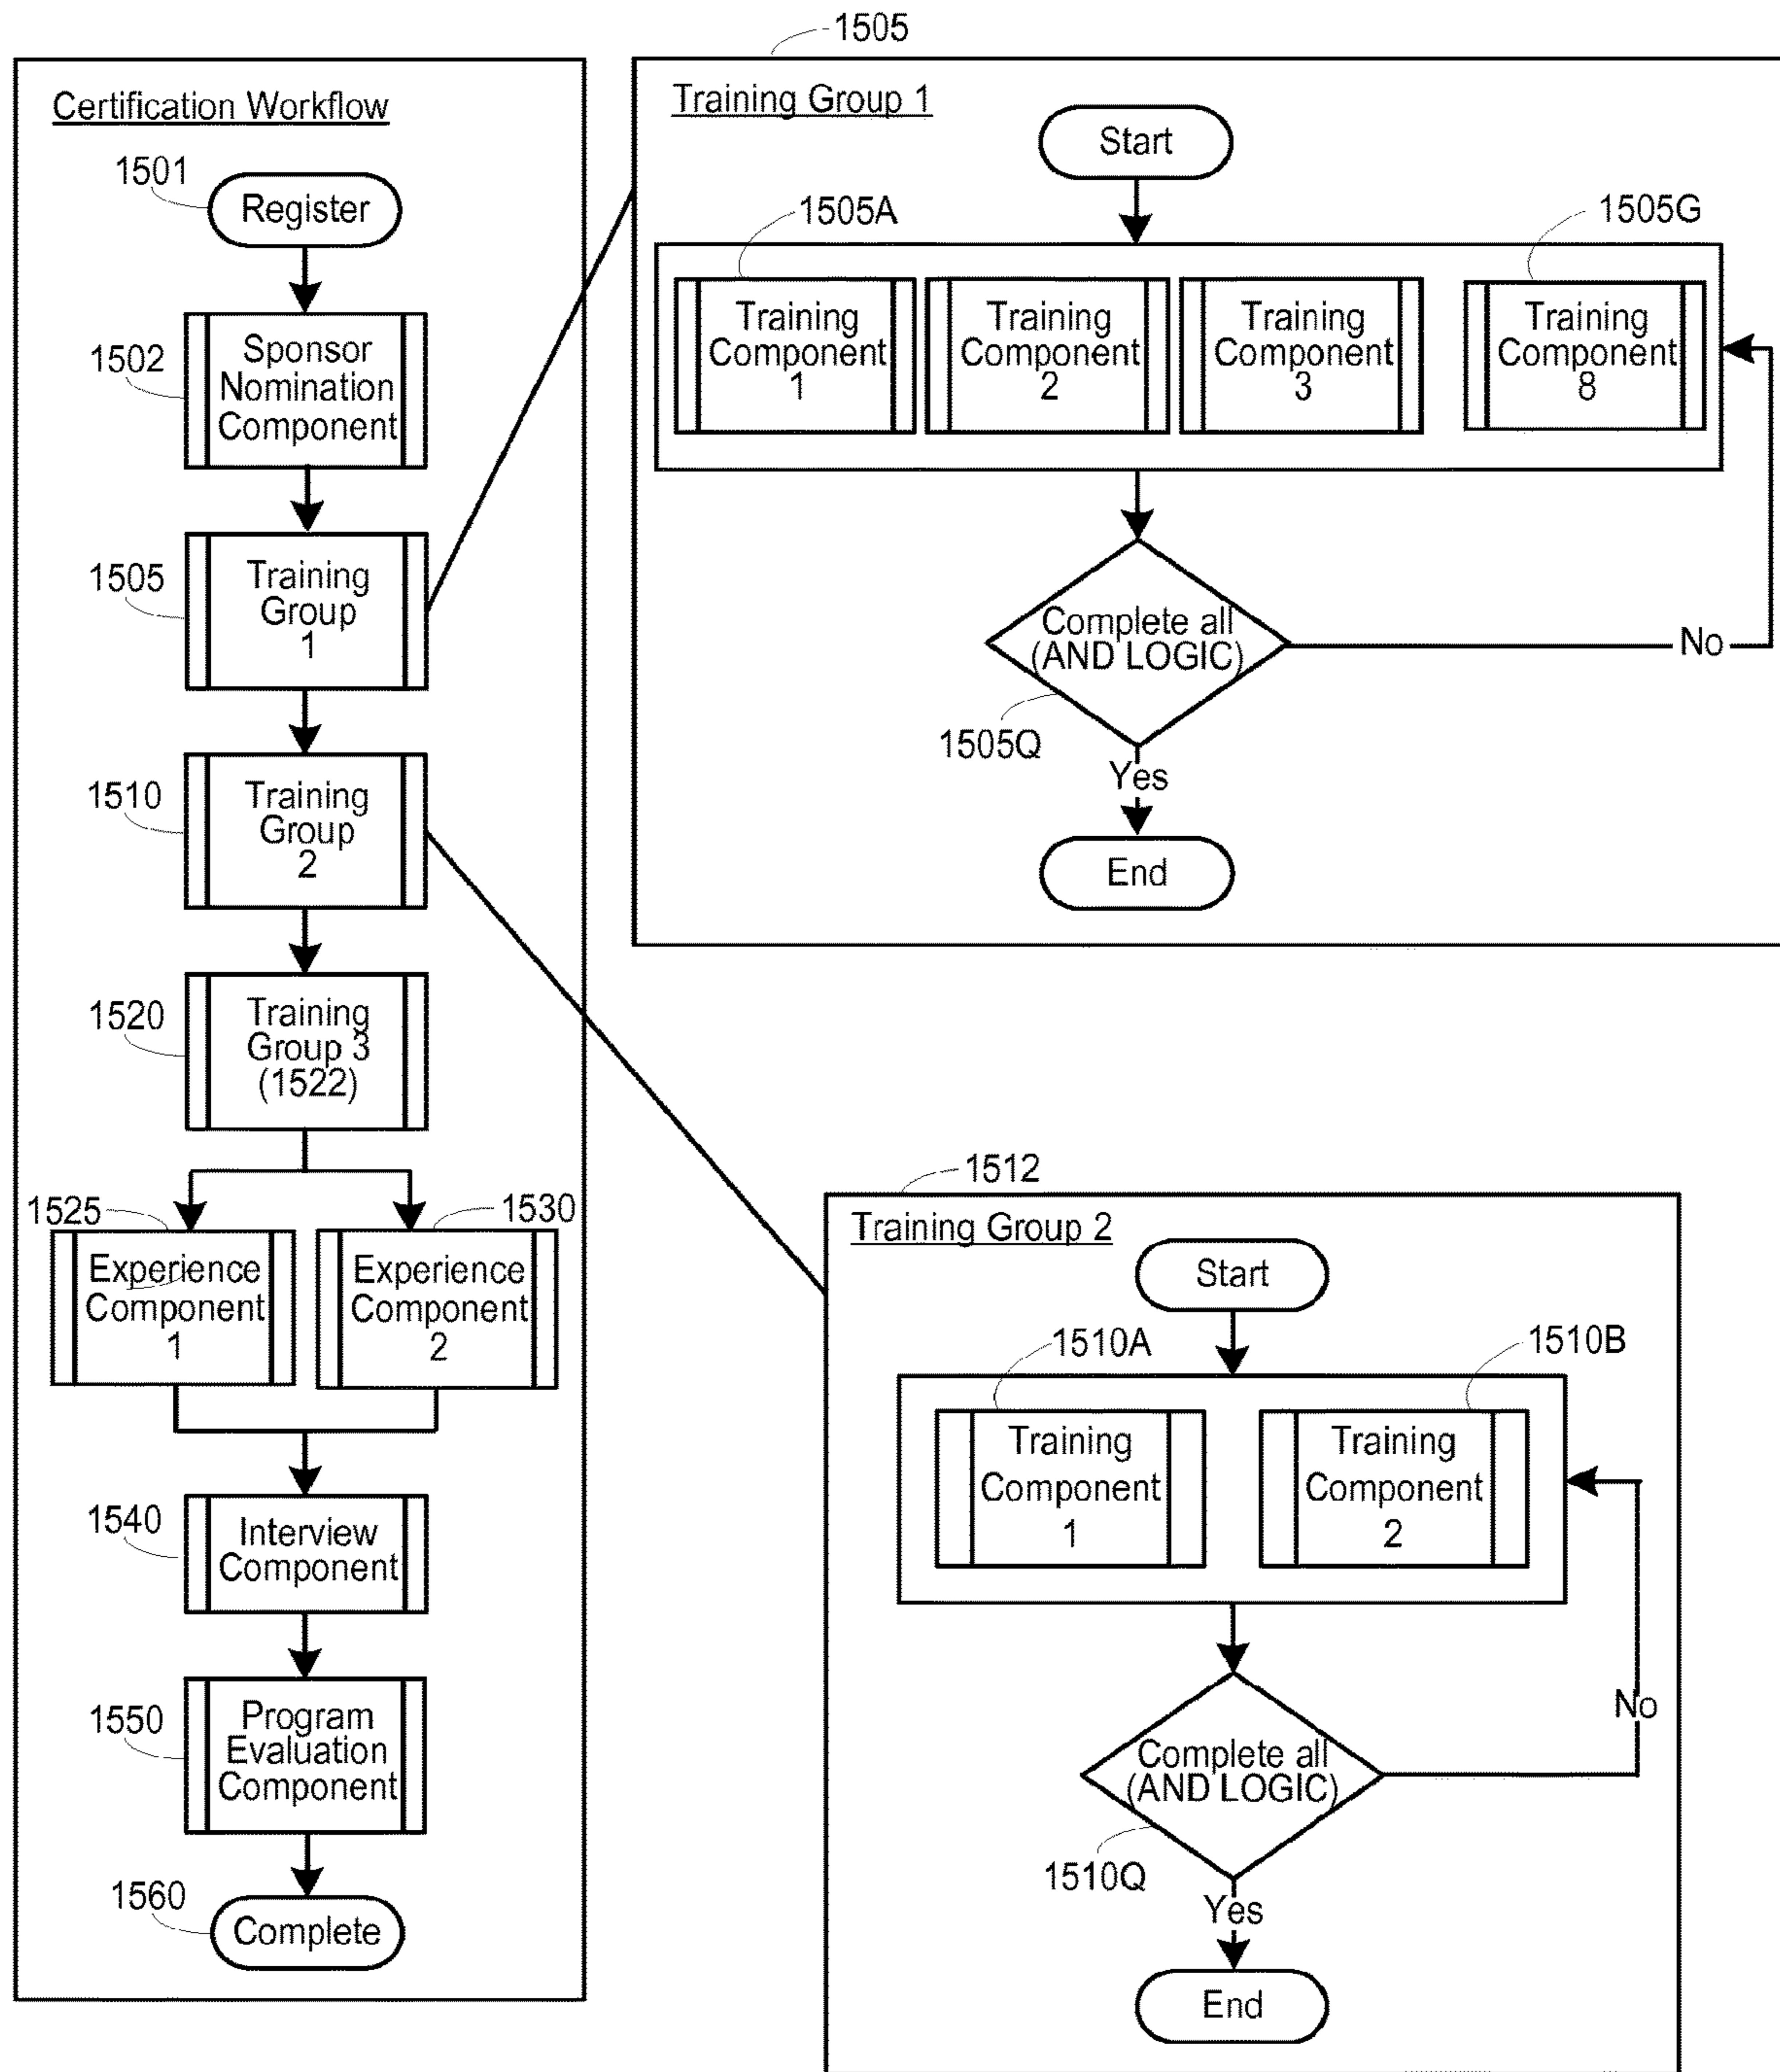 Certification Workflow
1501
Register
1502
Sponsor
Nomination
Component
1505
Training
Group
1
1510
Training
Group
2
1520
Training
Group 3
(1522)
1525
Experience
Component
1
1530
Experience
Component
2
1540
Interview
Component
1550
Program
Evaluation
Component
1560
Complete
1505
Training Group 1
Start
1505A
Training
Component
1
Training
Component
2
Training
Component
3
1505G
Training
Component
8
Complete all
(AND LOGIC)
No
1505Q
Yes
End
1512
Training Group 2
Start
1510A
Training
Component
1
1510B
Training
Component
2
Complete all
(AND LOGIC)
No
1510Q
Yes
End